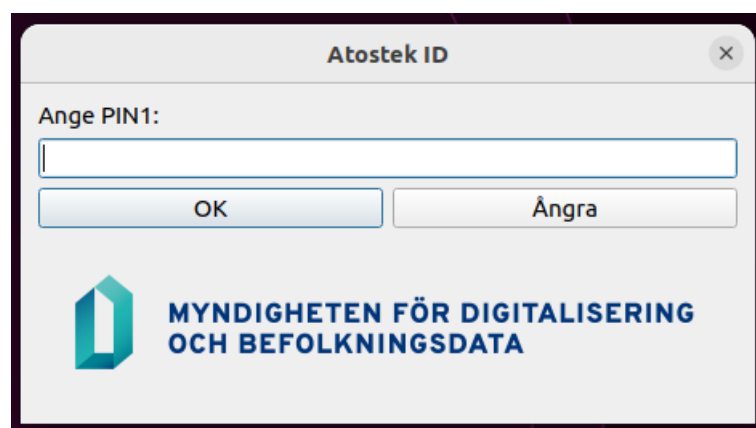 Atostek ID
Ange PIN1:
OK
Ångra
MYNDIGHETEN FÖR DIGITALISERING
OCH BEFOLKNINGSDATA